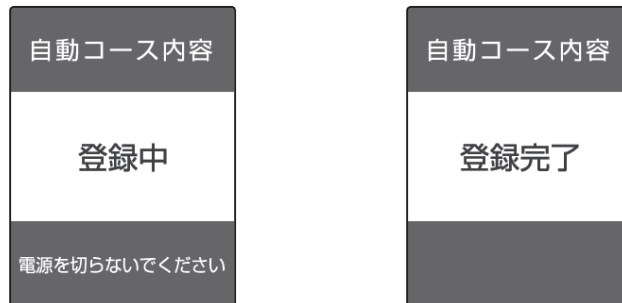 自動コース内容
登録中
電源を切らないでください
自動コース内容
登録完了